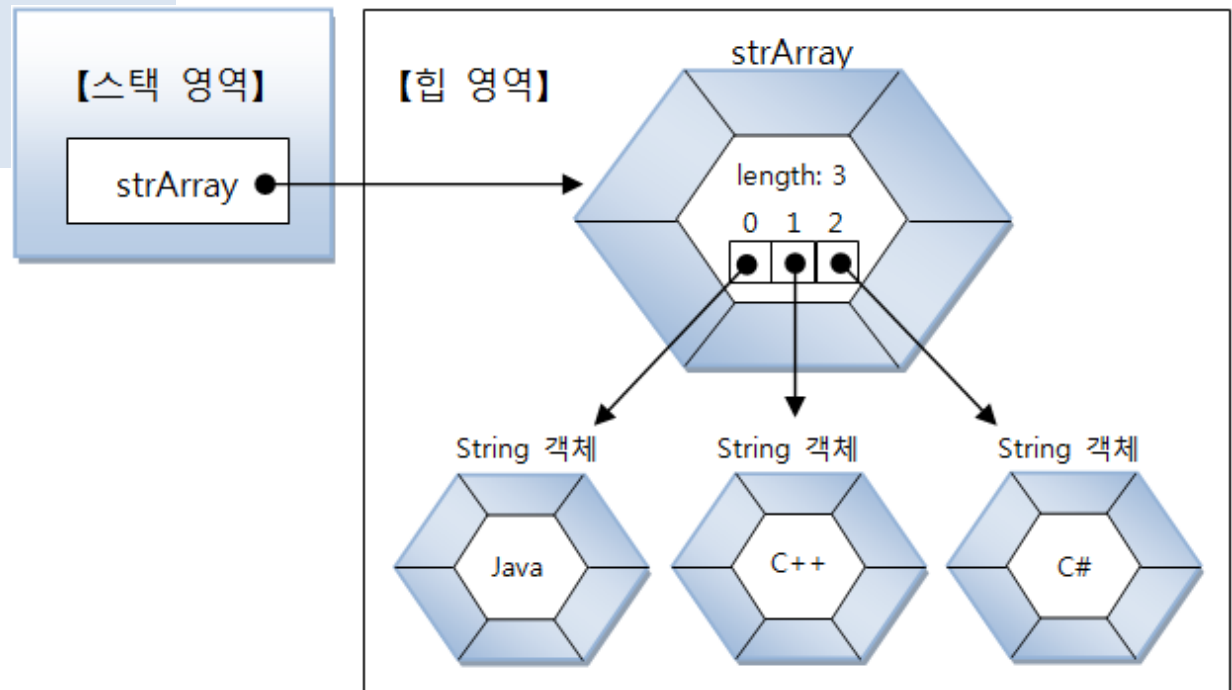 【스택 영역】
strArray
【힙 영역】
strArray
length: 3
0 1 2
String 객체
Java
String 객체
C++
String 객체
C#